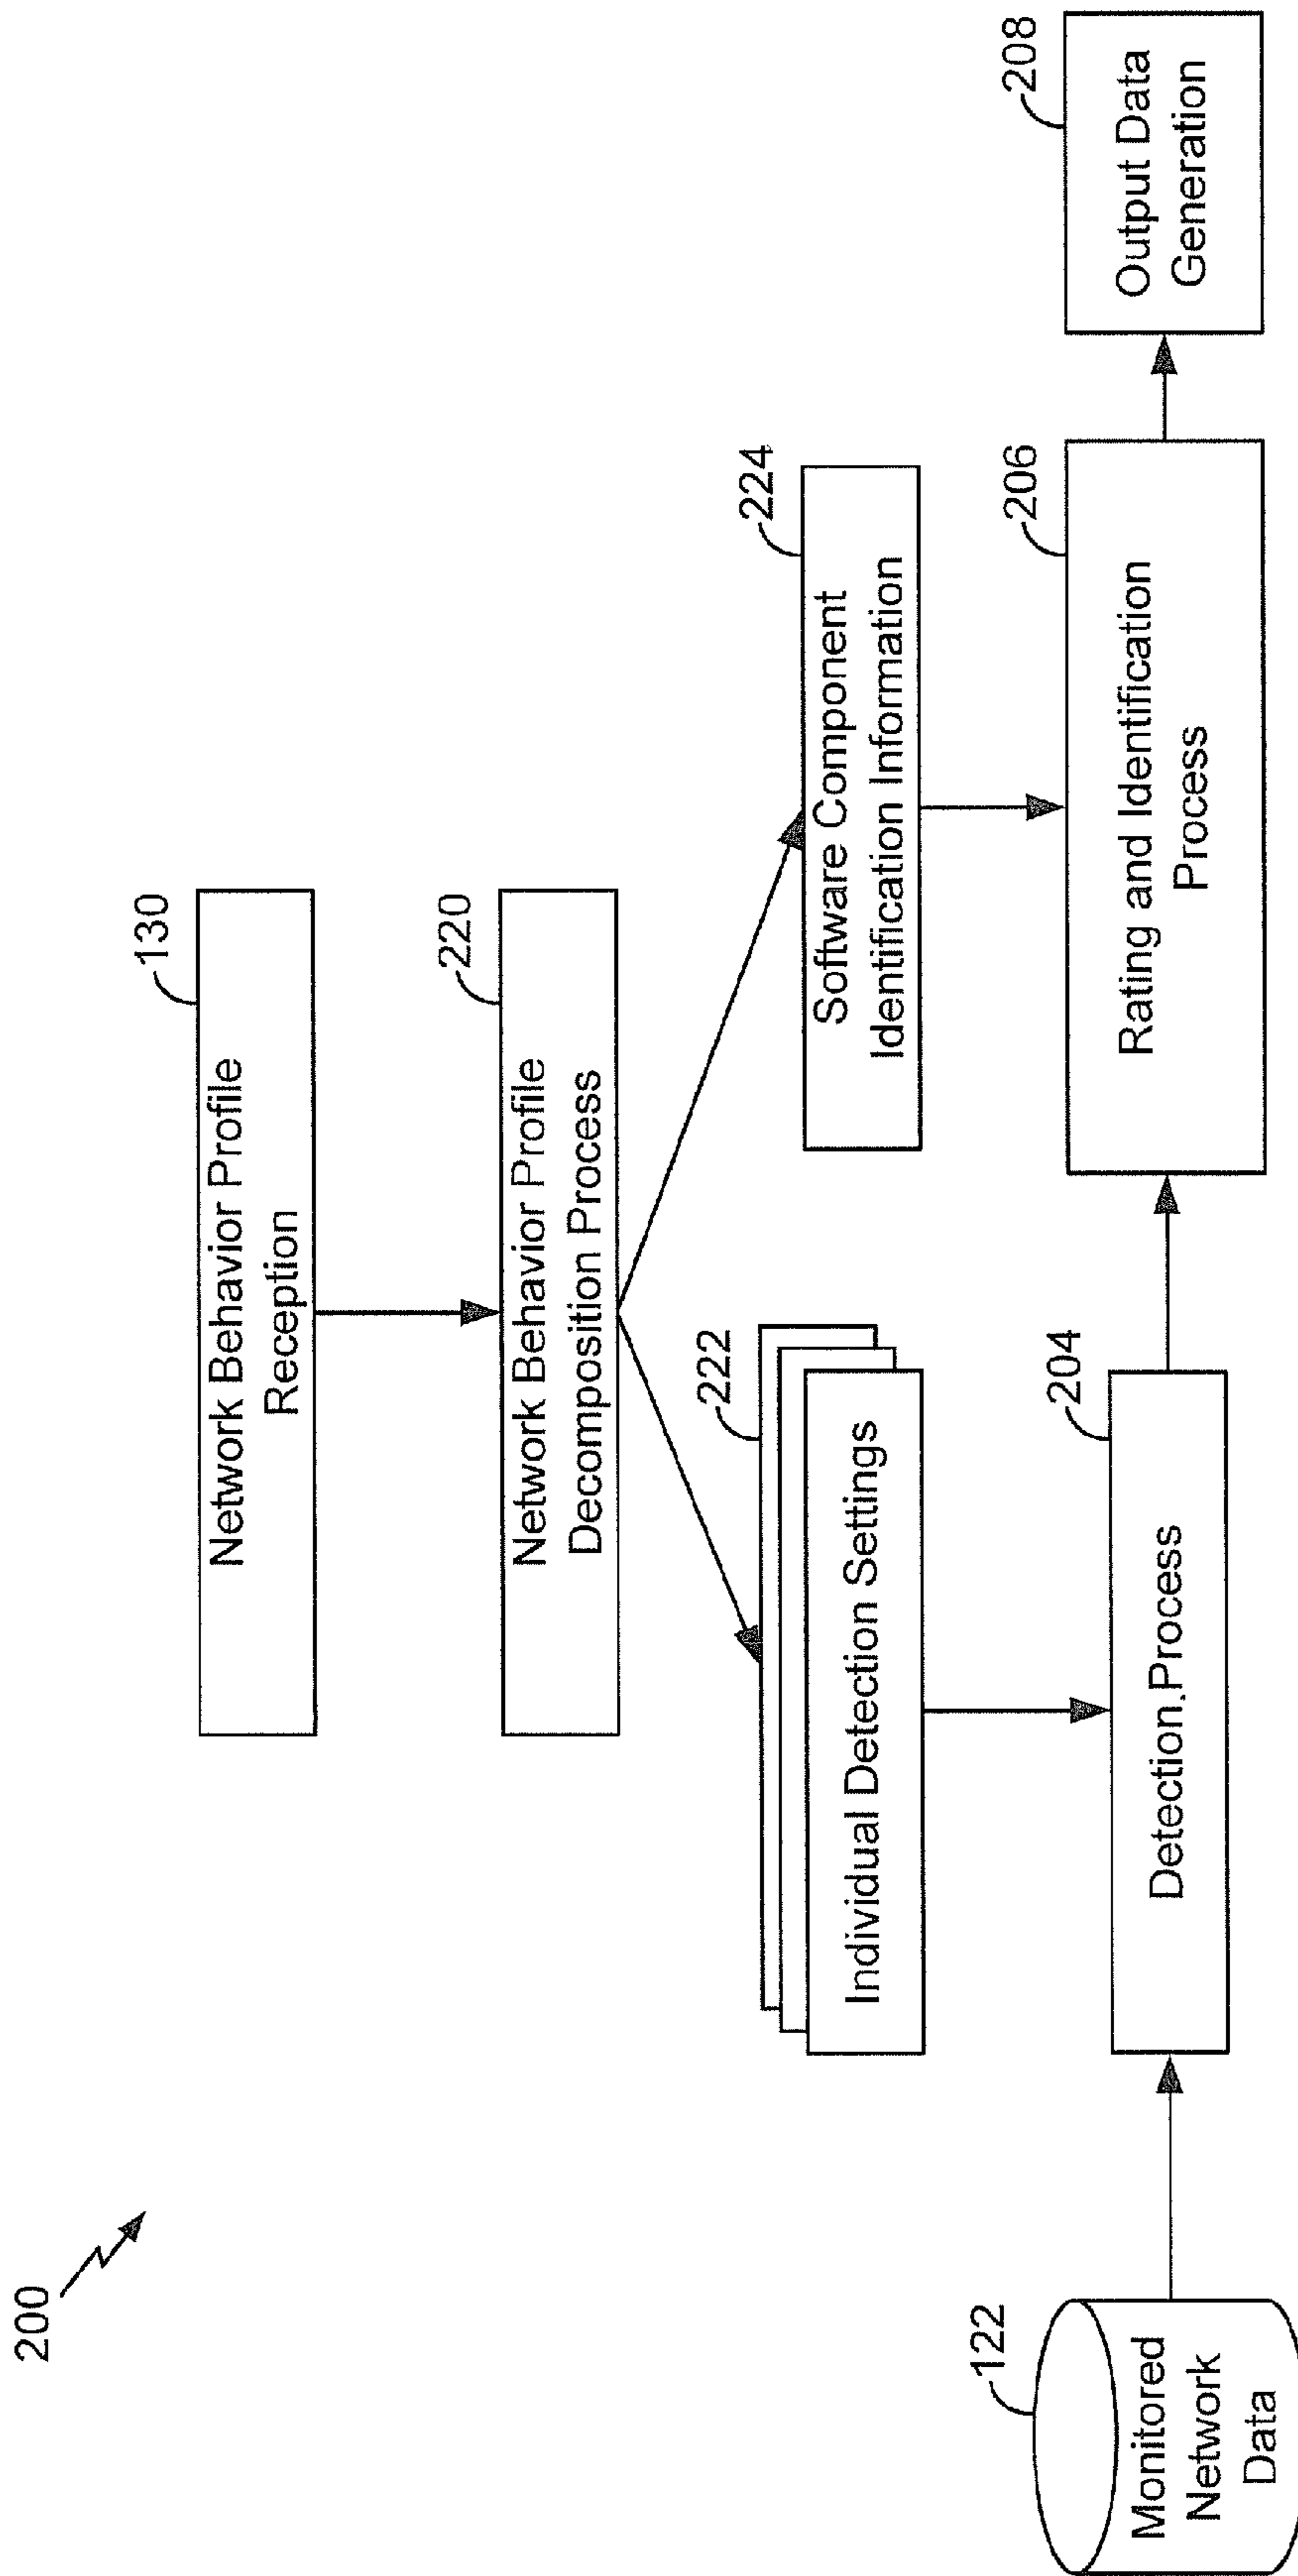 200
130
Network Behavior Profile
Reception
220
Network Behavior Profile
Decomposition Process
222
Individual Detection Settings
224
Software Component
Identification Information
122
Monitored
Network
Data
204
Detection Process
206
Rating and Identification
Process
208
Output Data
Generation